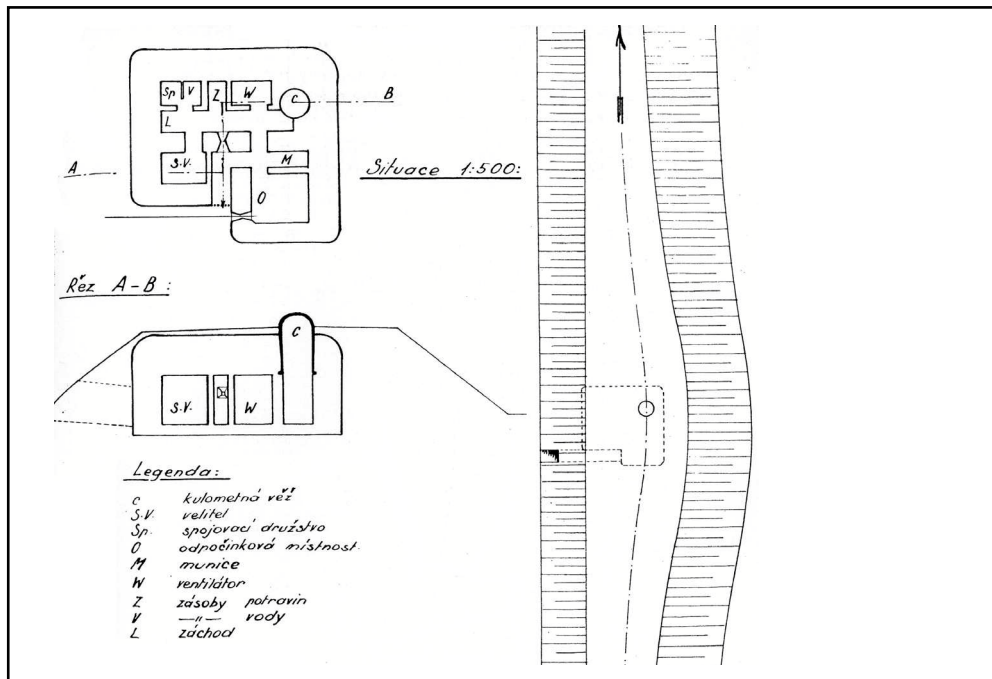 Sp V Z W C B
L
S.V. M
A
O
Situace 1:500:
Řez A-B:
C
S.V. W
Legenda:
C kulometná věž
S.V. velitel
Sp. spojovací družstvo
O odpočinková místnost.
M munice
W ventilátor
Z zásoby potravin
V —„— vody
L záchod